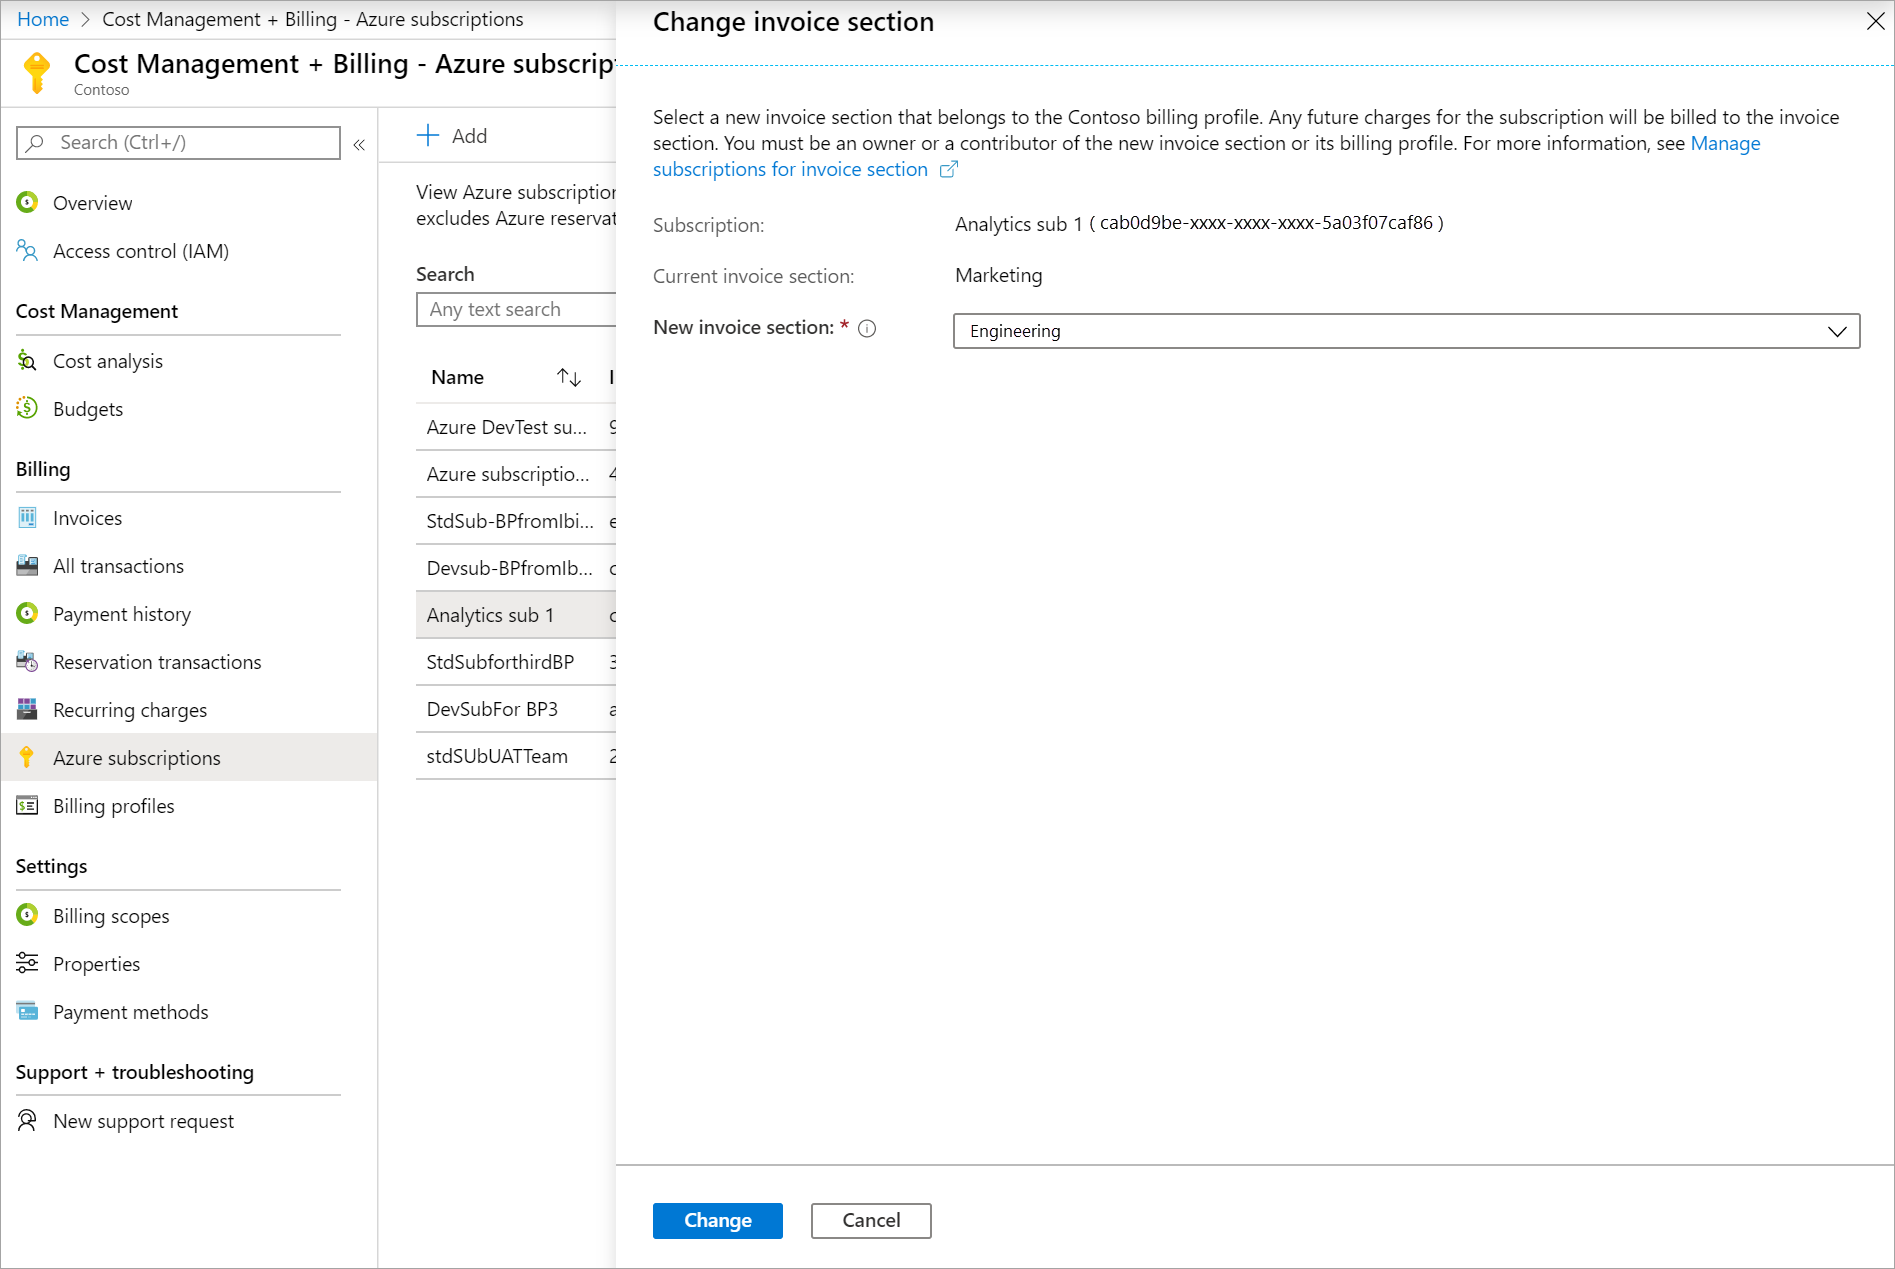 Home > Cost Management + Billing - Azure subscriptions
Cost Management + Billing - Azure subscrip
Contoso
Search (Ctrl+/)
«
Overview
Access control (IAM)
Cost Management
Cost analysis
Budgets
Billing
Invoices
All transactions
Payment history
Reservation transactions
Recurring charges
Azure subscriptions
Billing profiles
Settings
Billing scopes
Properties
Payment methods
Support + troubleshooting
New support request
Add
View Azure subscription
excludes Azure reservat
Search
Any text search
Name
Azure DevTest su... 9
Azure subscriptio... 4
StdSub-BPfromIbi... e
Devsub-BPfromIb...
Analytics sub 1
StdSubforthirdBP 3
DevSubFor BP3 a
stdSUbUATTeam 2
Change invoice section
Select a new invoice section that belongs to the Contoso billing profile. Any future charges for the subscription will be billed to the invoice
section. You must be an owner or a contributor of the new invoice section or its billing profile. For more information, see Manage
subscriptions for invoice section
Subscription: Analytics sub 1 ( cab0d9be-xxxx-xxxx-xxxx-5a03f07caf86 )
Current invoice section: Marketing
New invoice section: * Engineering
Change Cancel